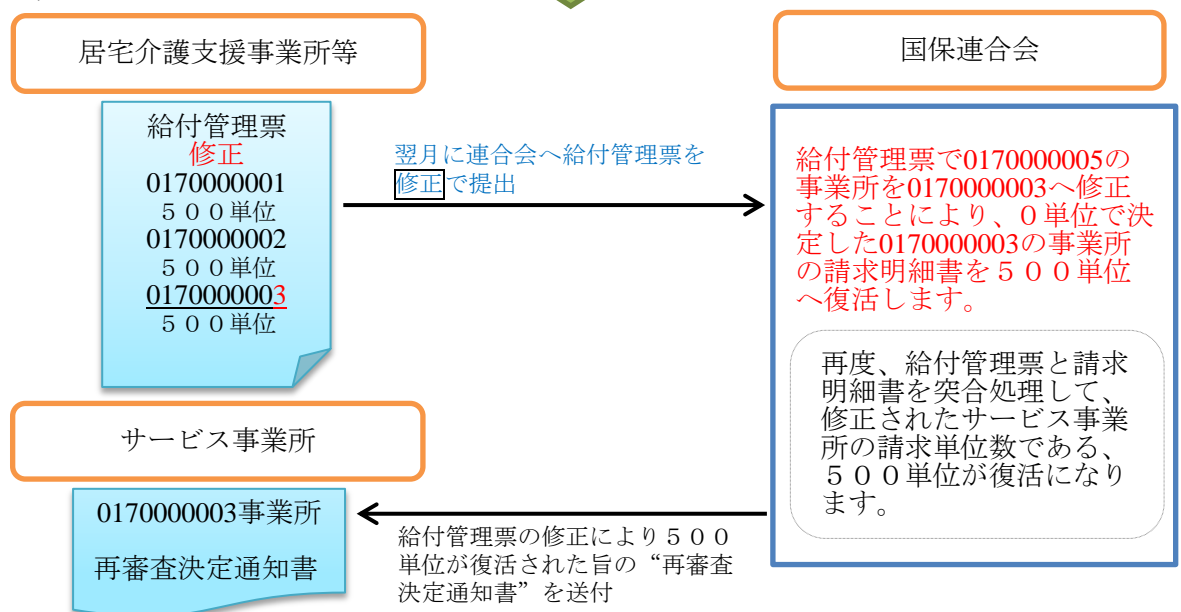 居宅介護支援事業所等
国保連合会
給付管理票
修正
0170000001
５００単位
0170000002
５００単位
0170000003
５００単位
翌月に連合会へ給付管理票を
修正で提出
給付管理票で0170000005の
事業所を0170000003へ修正
することにより、０単位で決
定した0170000003の事業所
の請求明細書を５００単位
へ復活します。
再度、給付管理票と請求
明細書を突合処理して、
修正されたサービス事業
所の請求単位数である、
５００単位が復活になり
ます。
サービス事業所
0170000003事業所
再審査決定通知書
給付管理票の修正により５００
単位が復活された旨の“再審査
決定通知書”を送付